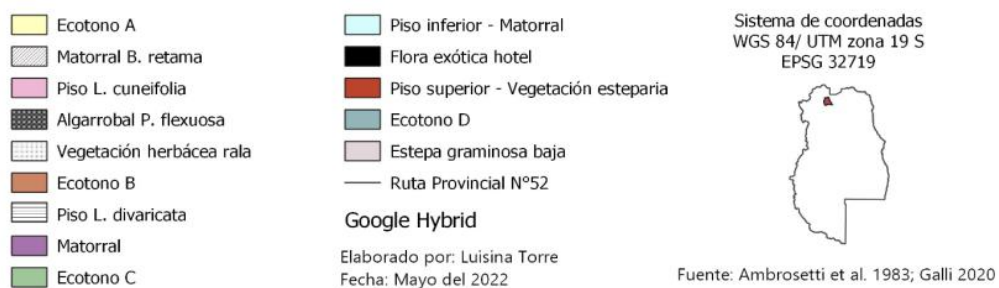 Ecotono A
Matorral B. retama
Piso L. cuneifolia
Algarrobal P. flexuosa
Vegetación herbácea rala
Ecotono B
Piso L. divaricata
Matorral
Ecotono C
Piso inferior - Matorral
Flora exótica hotel
Piso superior - Vegetación esteparia
Ecotono D
Estepa graminosa baja
Ruta Provincial N°52
Google Hybrid
Elaborado por: Luisina Torre
Fecha: Mayo del 2022
Sistema de coordenadas
WGS 84/ UTM zona 19 S
EPSG 32719
Fuente: Ambrosetti et al. 1983; Galli 2020